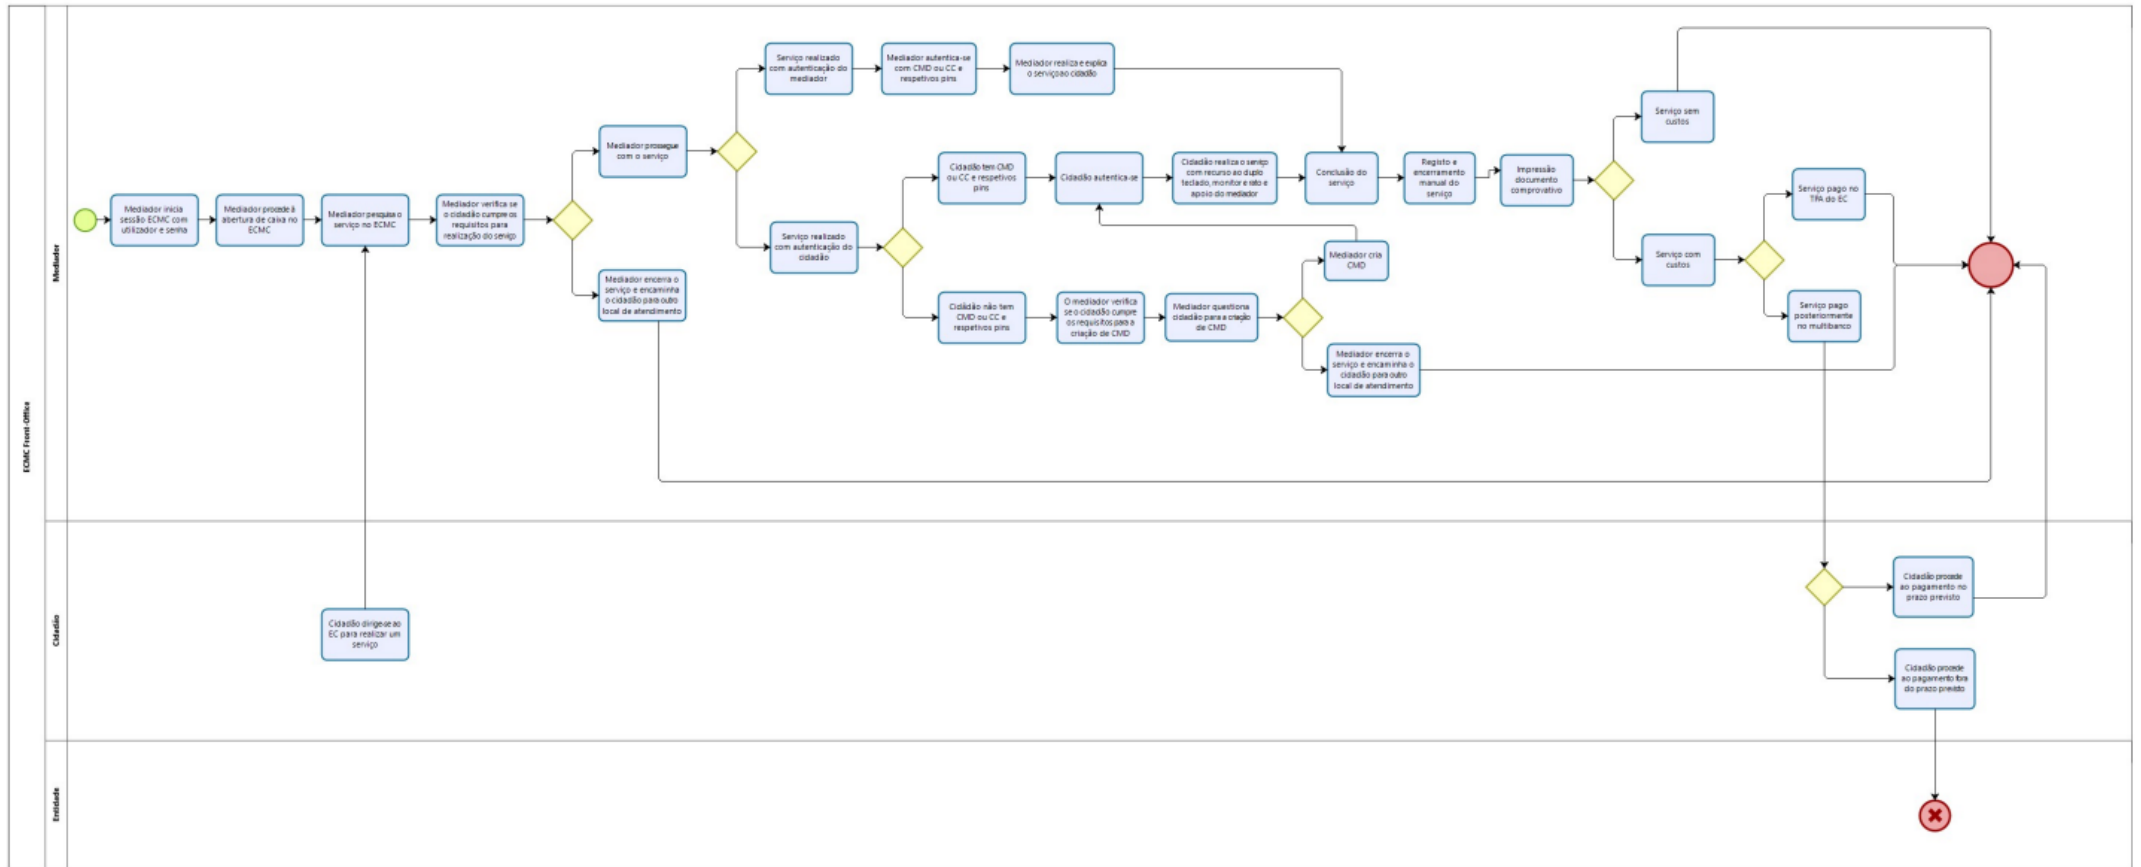 ECMC Front-Office
Mediador
Cidadão
Entidade
Mediador inicia
sessão ECMC com
utilizador e senha
Mediador procede à
abertura de caixa no
ECMC
Mediador pesquisa o
serviço no ECMC
Mediador verifica se
o cidadão cumpre os
requisitos para
realização do serviço
Mediador prossegue
com o serviço
Mediador encerra o
serviço e encaminha
o cidadão para outro
local de atendimento
Serviço realizado
com autenticação do
mediador
Mediador autentica-se
com CMD ou CC e
respetivos pins
Mediador realiza e explica
o serviço ao cidadão
Serviço realizado
com autenticação do
cidadão
Cidadão tem CMD
ou CC e respetivos
pins
Cidadão autentica-se
Cidadão realiza o serviço
com recurso ao duplo
teclado, monitor e rato e
apoio do mediador
Conclusão do
serviço
Registo e
encerramento
manual do
serviço
Impressão
documento
comprovativo
Cidadão não tem
CMD ou CC e
respetivos pins
O mediador verifica
se o cidadão cumpre
os requisitos para a
criação de CMD
Mediador questiona
cidadão para a criação
de CMD
Mediador cria
CMD
Mediador encerra o
serviço e encaminha o
cidadão para outro
local de atendimento
Serviço sem
custos
Serviço com
custos
Serviço pago no
TPA do EC
Serviço pago
posteriormente
no multibanco
Cidadão dirige-se ao
EC para realizar um
serviço
Cidadão procede
ao pagamento no
prazo previsto
Cidadão procede
ao pagamento fora
do prazo previsto